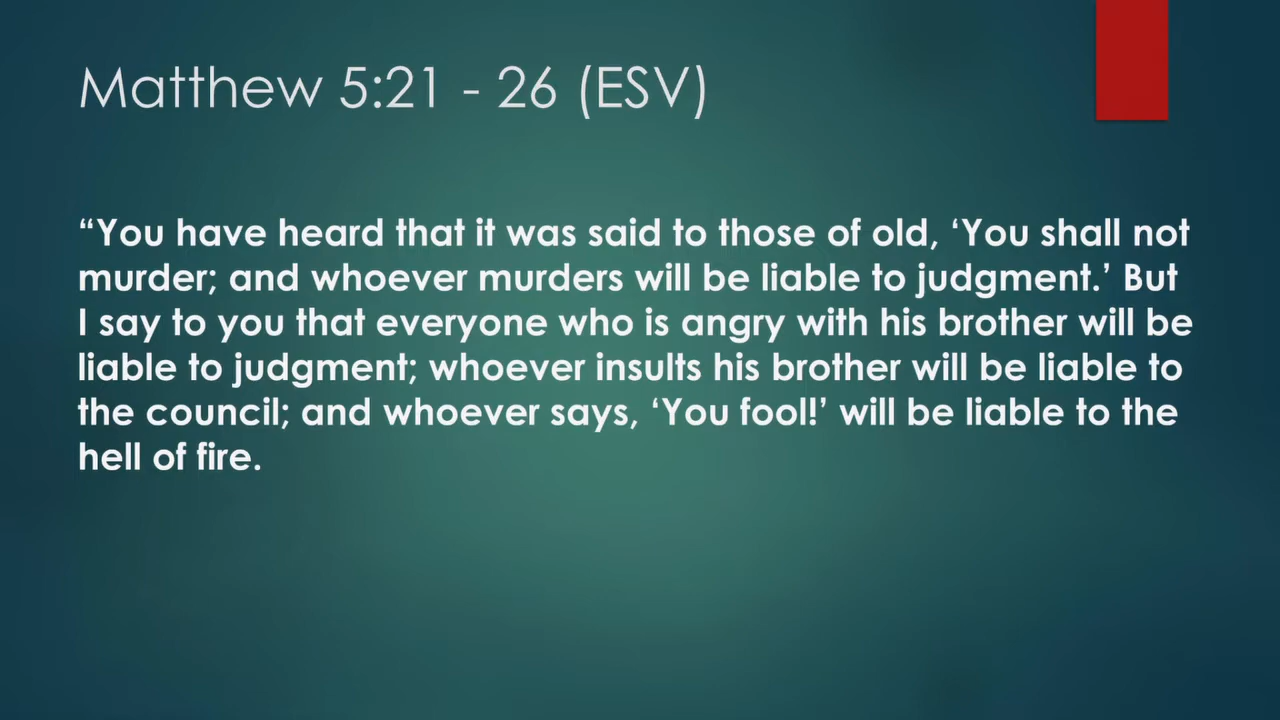 Matthew 5:21 - 26 (ESV)
“You have heard that it was said to those of old, ‘You shall not
murder; and whoever murders will be liable to judgment.’ But
I say to you that everyone who is angry with his brother will be
liable to judgment; whoever insults his brother will be liable to
the council; and whoever says, ‘You fool!’ will be liable to the
hell of fire.